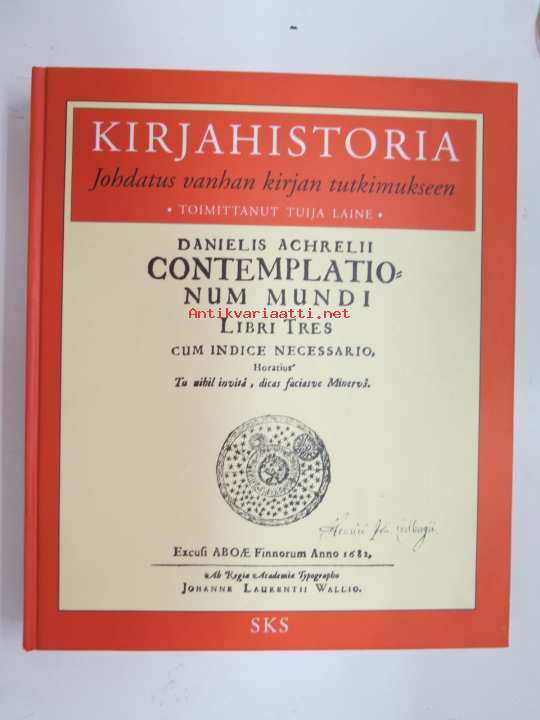 KIRJAHISTORIA
Johdatus vanhan kirjan tutkimukseen
• TOIMITTANUT TUIJA LAINE •
DANIELIS ACHRELII
CONTEMPLATIO=
NUM MUNDI
Antikvariaatti.net
LIBRI TRES
CUM INDICE NECESSARIO,
Horatius
Tu nihil invitâ, dicas faciasve Minervâ.
Excusi ABOÆ Finnorum Anno 1682,
Ab Regiæ Academiæ Typographo
JOHANNE LAURENTII WALLIO.
SKS